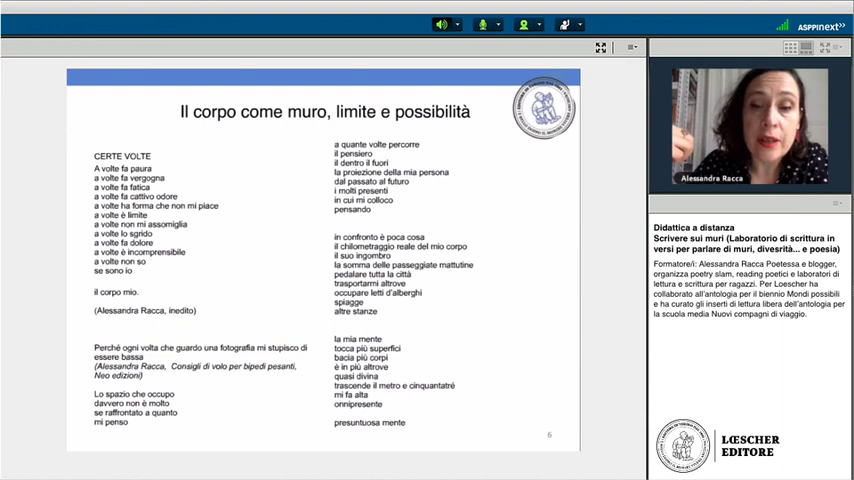 ASPPInext>>
Il corpo come muro, limite e possibilità
CERTE VOLTE
A volte fa paura
a volte fa vergogna
a volte fa fatica
a volte fa cattivo odore
a volte ha forma che non mi piace
a volte è limite
a volte non mi assomiglia
a volte lo sgrido
a volte fa dolore
a volte è incomprensibile
a volte non so
se sono io
il corpo mio.
(Alessandra Racca, inedito)
Perché ogni volta che guardo una fotografia mi stupisco di
essere bassa
(Alessandra Racca, Consigli di volo per bipedi pesanti,
Neo edizioni)
Lo spazio che occupo
davvero non è molto
se raffrontato a quanto
mi penso
a quante volte percorre
il pensiero
il dentro il fuori
la proiezione della mia persona
dal passato al futuro
i molti presenti
in cui mi colloco
pensando
in confronto è poca cosa
il chilometraggio reale del mio corpo
il suo ingombro
la somma delle passeggiate mattutine
pedalare tutta la città
trasportarmi altrove
occupare letti d'alberghi
spiagge
altre stanze
la mia mente
tocca più superfici
bacia più corpi
è in più altrove
quasi divina
trascende il metro e cinquantatré
mi fa alta
onnipresente
presuntuosa mente
6
Alessandra Racca
Didattica a distanza
Scrivere sui muri (Laboratorio di scrittura in
versi per parlare di muri, divesrità... e poesia)
Formatore/i: Alessandra Racca Poetessa e blogger,
organizza poetry slam, reading poetici e laboratori di
lettura e scrittura per ragazzi. Per Loescher ha
collaborato all'antologia per il biennio Mondi possibili
e ha curato gli inserti di lettura libera dell'antologia per
la scuola media Nuovi compagni di viaggio.
LŒSCHER
EDITORE